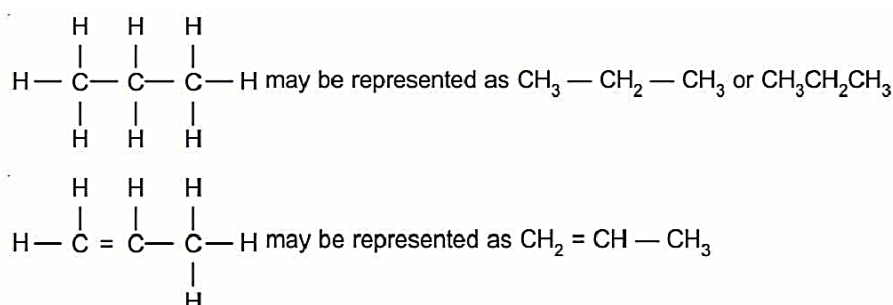 H H H
H — C — C — C — H may be represented as CH₃ — CH₂ — CH₃ or CH₃CH₂CH₃
H H H
H H H
H — C = C — C — H may be represented as CH₂ = CH — CH₃
H